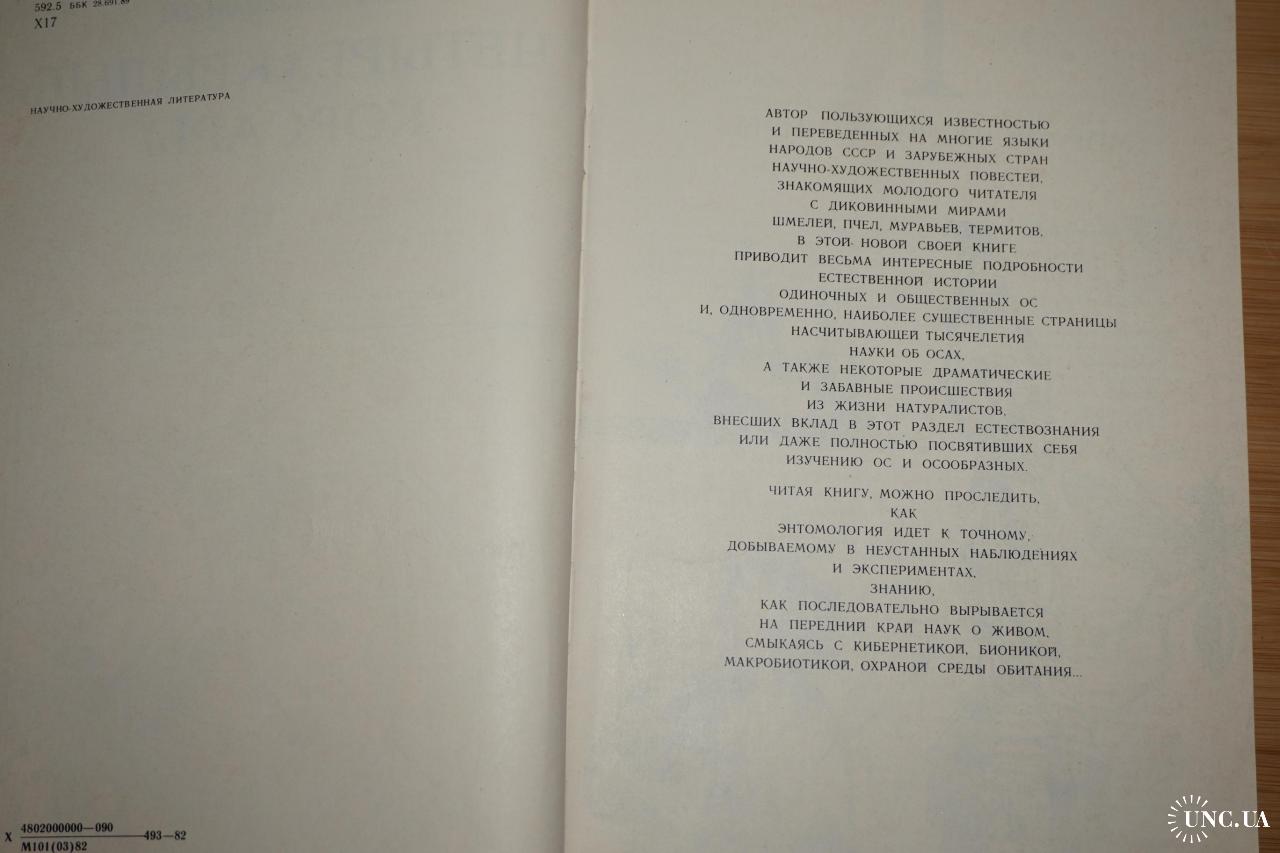 592.5 ББК 28.691.89
Х17
НАУЧНО-ХУДОЖЕСТВЕННАЯ ЛИТЕРАТУРА
Х 4802000000—090 493—82
М101(03)82
АВТОР ПОЛЬЗУЮЩИХСЯ ИЗВЕСТНОСТЬЮ
И ПЕРЕВЕДЕННЫХ НА МНОГИЕ ЯЗЫКИ
НАРОДОВ СССР И ЗАРУБЕЖНЫХ СТРАН
НАУЧНО-ХУДОЖЕСТВЕННЫХ ПОВЕСТЕЙ,
ЗНАКОМЯЩИХ МОЛОДОГО ЧИТАТЕЛЯ
С ДИКОВИННЫМИ МИРАМИ
ШМЕЛЕЙ, ПЧЕЛ, МУРАВЬЕВ, ТЕРМИТОВ,
В ЭТОЙ НОВОЙ СВОЕЙ КНИГЕ
ПРИВОДИТ ВЕСЬМА ИНТЕРЕСНЫЕ ПОДРОБНОСТИ
ЕСТЕСТВЕННОЙ ИСТОРИИ
ОДИНОЧНЫХ И ОБЩЕСТВЕННЫХ ОС
И, ОДНОВРЕМЕННО, НАИБОЛЕЕ СУЩЕСТВЕННЫЕ СТРАНИЦЫ
НАСЧИТЫВАЮЩЕЙ ТЫСЯЧЕЛЕТИЯ
НАУКИ ОБ ОСАХ,
А ТАКЖЕ НЕКОТОРЫЕ ДРАМАТИЧЕСКИЕ
И ЗАБАВНЫЕ ПРОИСШЕСТВИЯ
ИЗ ЖИЗНИ НАТУРАЛИСТОВ,
ВНЕСШИХ ВКЛАД В ЭТОТ РАЗДЕЛ ЕСТЕСТВОЗНАНИЯ
ИЛИ ДАЖЕ ПОЛНОСТЬЮ ПОСВЯТИВШИХ СЕБЯ
ИЗУЧЕНИЮ ОС И ОСООБРАЗНЫХ.
ЧИТАЯ КНИГУ, МОЖНО ПРОСЛЕДИТЬ,
КАК
ЭНТОМОЛОГИЯ ИДЕТ К ТОЧНОМУ,
ДОБЫВАЕМОМУ В НЕУСТАННЫХ НАБЛЮДЕНИЯХ
И ЭКСПЕРИМЕНТАХ,
ЗНАНИЮ,
КАК ПОСЛЕДОВАТЕЛЬНО ВЫРЫВАЕТСЯ
НА ПЕРЕДНИЙ КРАЙ НАУК О ЖИВОМ,
СМЫКАЯСЬ С КИБЕРНЕТИКОЙ, БИОНИКОЙ,
МАКРОБИОТИКОЙ, ОХРАНОЙ СРЕДЫ ОБИТАНИЯ...
UNC.UA